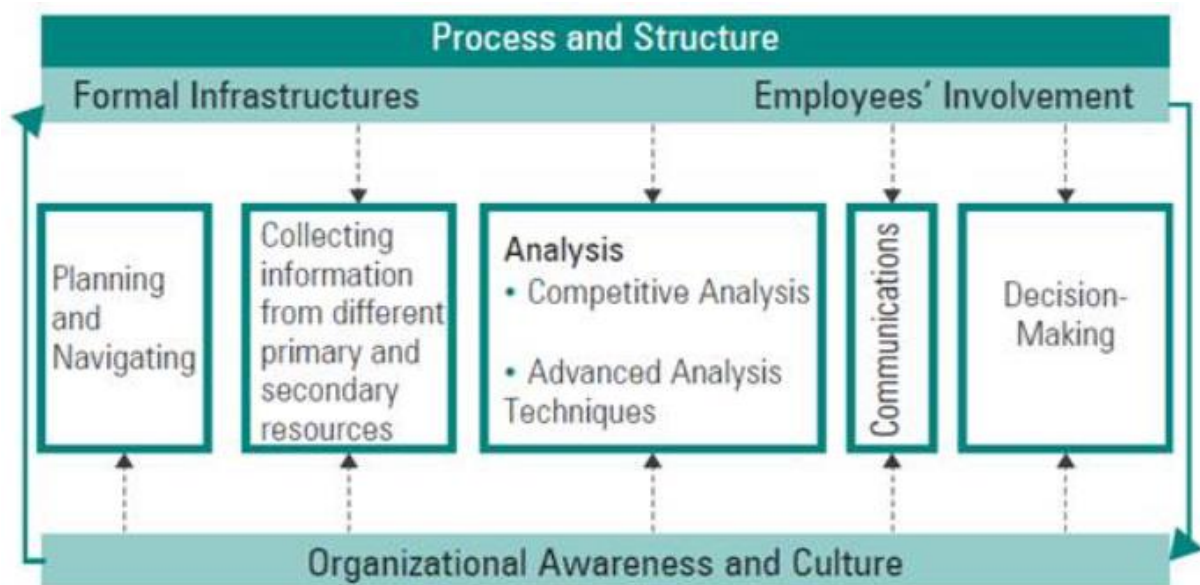 Process and Structure
Formal Infrastructures
Employees' Involvement
Planning
and
Navigating
Collecting
information
from different
primary and
secondary
resources
Analysis
• Competitive Analysis
• Advanced Analysis
Techniques
Communications
Decision-
Making
Organizational Awareness and Culture